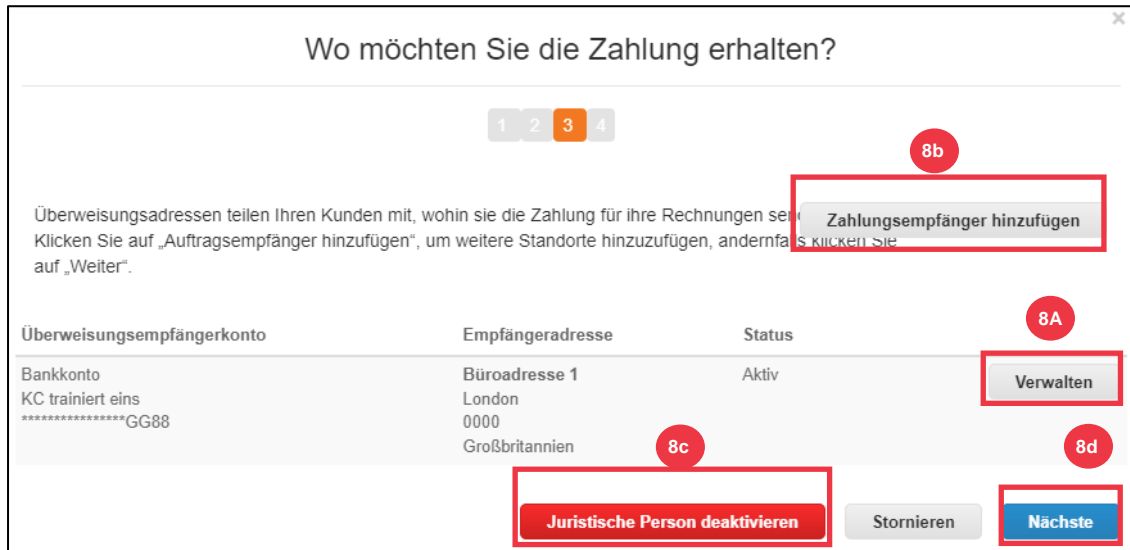 ×
Wo möchten Sie die Zahlung erhalten?
1 2 3 4
8b
Überweisungsadressen teilen Ihren Kunden mit, wohin sie die Zahlung für ihre Rechnungen
Zahlungsempfänger hinzufügen
Klicken Sie auf „Auftragsempfänger hinzufügen“, um weitere Standorte hinzuzufügen, andernfalls klicken Sie
auf „Weiter“.
8A
Überweisungsempfängerkonto Empfängeradresse Status
Bankkonto Büroadresse 1 Aktiv
Verwalten
KC trainiert eins London
****************GG88 0000
Großbritannien
8c
8d
Juristische Person deaktivieren Stornieren Nächste